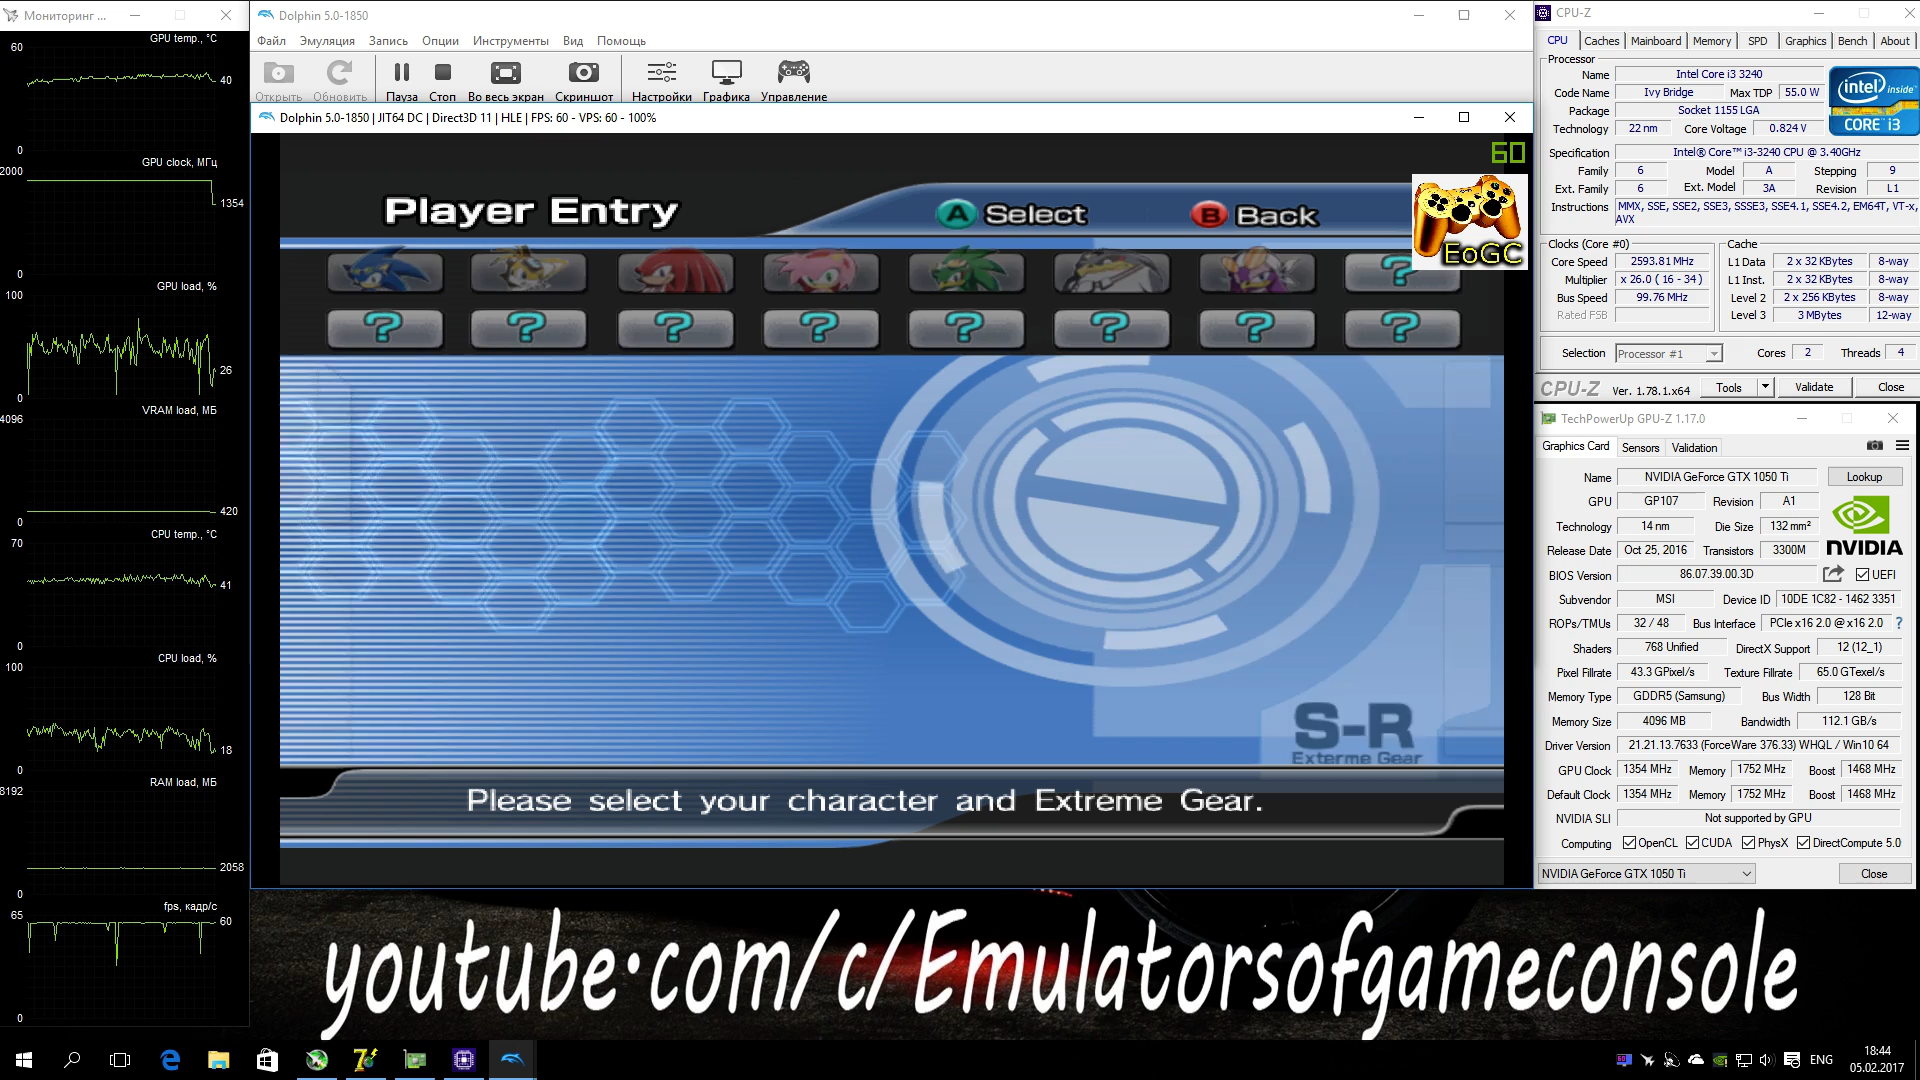 Мониторинг ...
GPU temp., °C
60
40
0
GPU clock, МГц
2000
1354
0
GPU load, %
100
26
0
VRAM load, МБ
4096
420
0
CPU temp., °C
70
41
0
CPU load, %
100
18
0
RAM load, МБ
8192
2058
0
fps, кадр/с
65
60
0
Dolphin 5.0-1850
Файл Эмуляция Запись Опции Инструменты Вид Помощь
Открыть Обновить Пауза Стоп Во весь экран Скриншот Настройки Графика Управление
Dolphin 5.0-1850 | JIT64 DC | Direct3D 11 | HLE | FPS: 60 - VPS: 60 - 100%
60
EoGC
Player Entry A Select B Back
?
? ? ? ? ? ? ? ?
S-R
Exterme Gear
Please select your character and Extreme Gear.
youtube.com/c/Emulatorsofgameconsole
CPU-Z
CPU Caches Mainboard Memory SPD Graphics Bench About
Processor
Name Intel Core i3 3240
Code Name Ivy Bridge Max TDP 55.0 W
Package Socket 1155 LGA
Technology 22 nm Core Voltage 0.824 V
intel inside™
CORE i3
Specification Intel® Core™ i3-3240 CPU @ 3.40GHz
Family 6 Model A Stepping 9
Ext. Family 6 Ext. Model 3A Revision L1
Instructions MMX, SSE, SSE2, SSE3, SSSE3, SSE4.1, SSE4.2, EM64T, VT-x,
AVX
Clocks (Core #0) Cache
Core Speed 2593.81 MHz L1 Data 2 x 32 KBytes 8-way
Multiplier x 26.0 ( 16 - 34 ) L1 Inst. 2 x 32 KBytes 8-way
Bus Speed 99.76 MHz Level 2 2 x 256 KBytes 8-way
Rated FSB Level 3 3 MBytes 12-way
Selection Processor #1 Cores 2 Threads 4
CPU-Z Ver. 1.78.1.x64 Tools Validate Close
TechPowerUp GPU-Z 1.17.0
Graphics Card Sensors Validation
Name NVIDIA GeForce GTX 1050 Ti Lookup
GPU GP107 Revision A1
Technology 14 nm Die Size 132 mm²
Release Date Oct 25, 2016 Transistors 3300M
NVIDIA
BIOS Version 86.07.39.00.3D UEFI
Subvendor MSI Device ID 10DE 1C82 - 1462 3351
ROPs/TMUs 32 / 48 Bus Interface PCIe x16 2.0 @ x16 2.0 ?
Shaders 768 Unified DirectX Support 12 (12_1)
Pixel Fillrate 43.3 GPixel/s Texture Fillrate 65.0 GTexel/s
Memory Type GDDR5 (Samsung) Bus Width 128 Bit
Memory Size 4096 MB Bandwidth 112.1 GB/s
Driver Version 21.21.13.7633 (ForceWare 376.33) WHQL / Win10 64
GPU Clock 1354 MHz Memory 1752 MHz Boost 1468 MHz
Default Clock 1354 MHz Memory 1752 MHz Boost 1468 MHz
NVIDIA SLI Not supported by GPU
Computing OpenCL CUDA PhysX DirectCompute 5.0
NVIDIA GeForce GTX 1050 Ti Close
ENG
18:44
05.02.2017